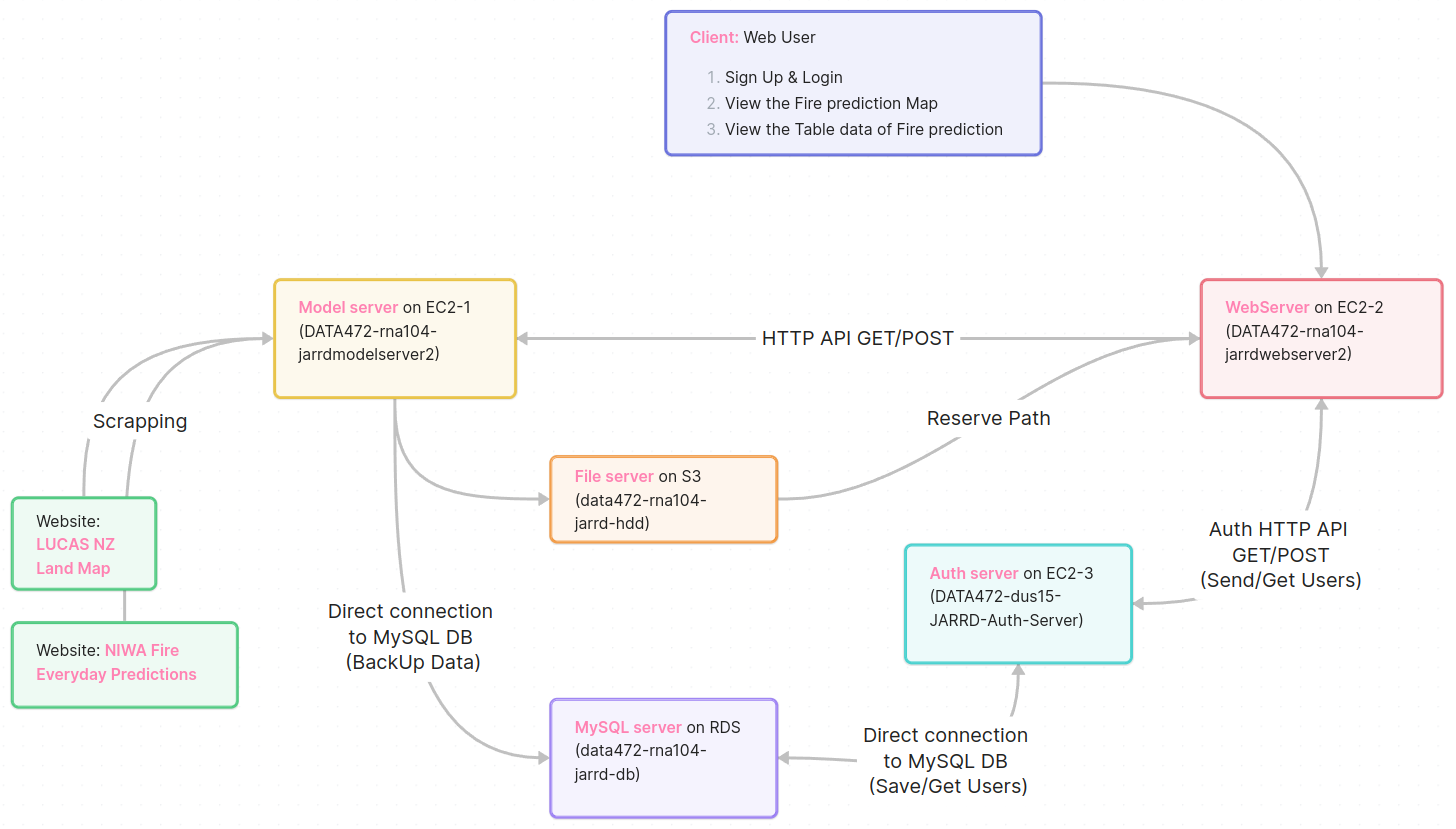 Client: Web User
1. Sign Up & Login
2. View the Fire prediction Map
3. View the Table data of Fire prediction
Model server on EC2-1
(DATA472-rna104-
jarrdmodelserver2)
HTTP API GET/POST
WebServer on EC2-2
(DATA472-rna104-
jarrdwebserver2)
Scrapping
Reserve Path
File server on S3
(data472-rna104-
jarrd-hdd)
Website:
LUCAS NZ
Land Map
Auth HTTP API
GET/POST
(Send/Get Users)
Auth server on EC2-3
(DATA472-dus15-
JARRD-Auth-Server)
Direct connection
to MySQL DB
(BackUp Data)
Website: NIWA Fire
Everyday Predictions
MySQL server on RDS
(data472-rna104-
jarrd-db)
Direct connection
to MySQL DB
(Save/Get Users)